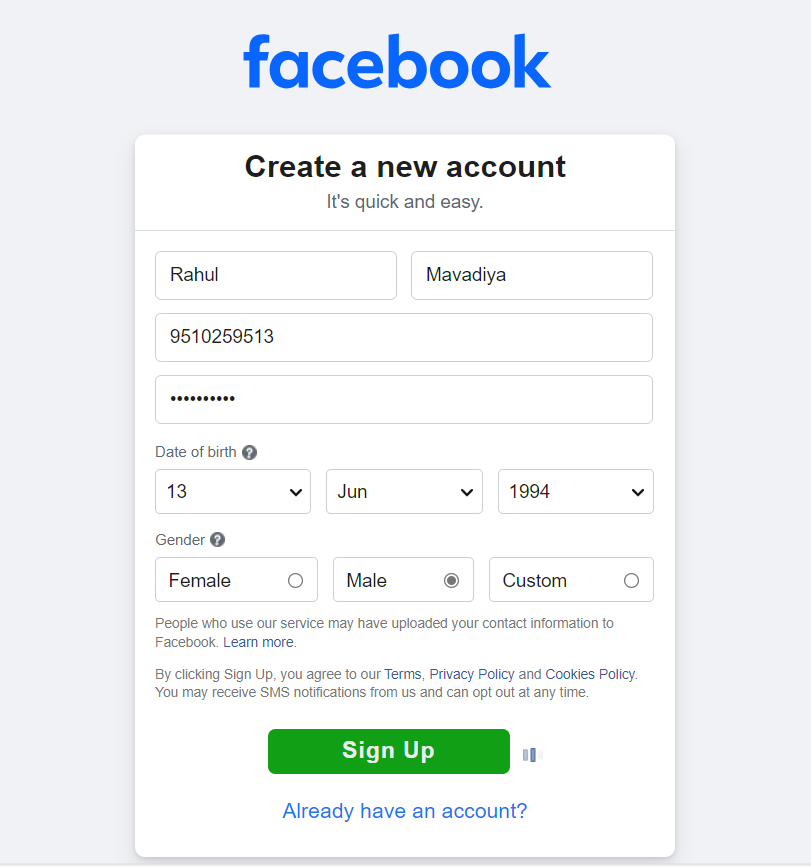 facebook
Create a new account
It's quick and easy.
Rahul Mavadiya
9510259513
••••••••••
Date of birth ?
13 Jun 1994
Gender ?
Female Male Custom
People who use our service may have uploaded your contact information to
Facebook. Learn more.
By clicking Sign Up, you agree to our Terms, Privacy Policy and Cookies Policy.
You may receive SMS notifications from us and can opt out at any time.
Sign Up
Already have an account?